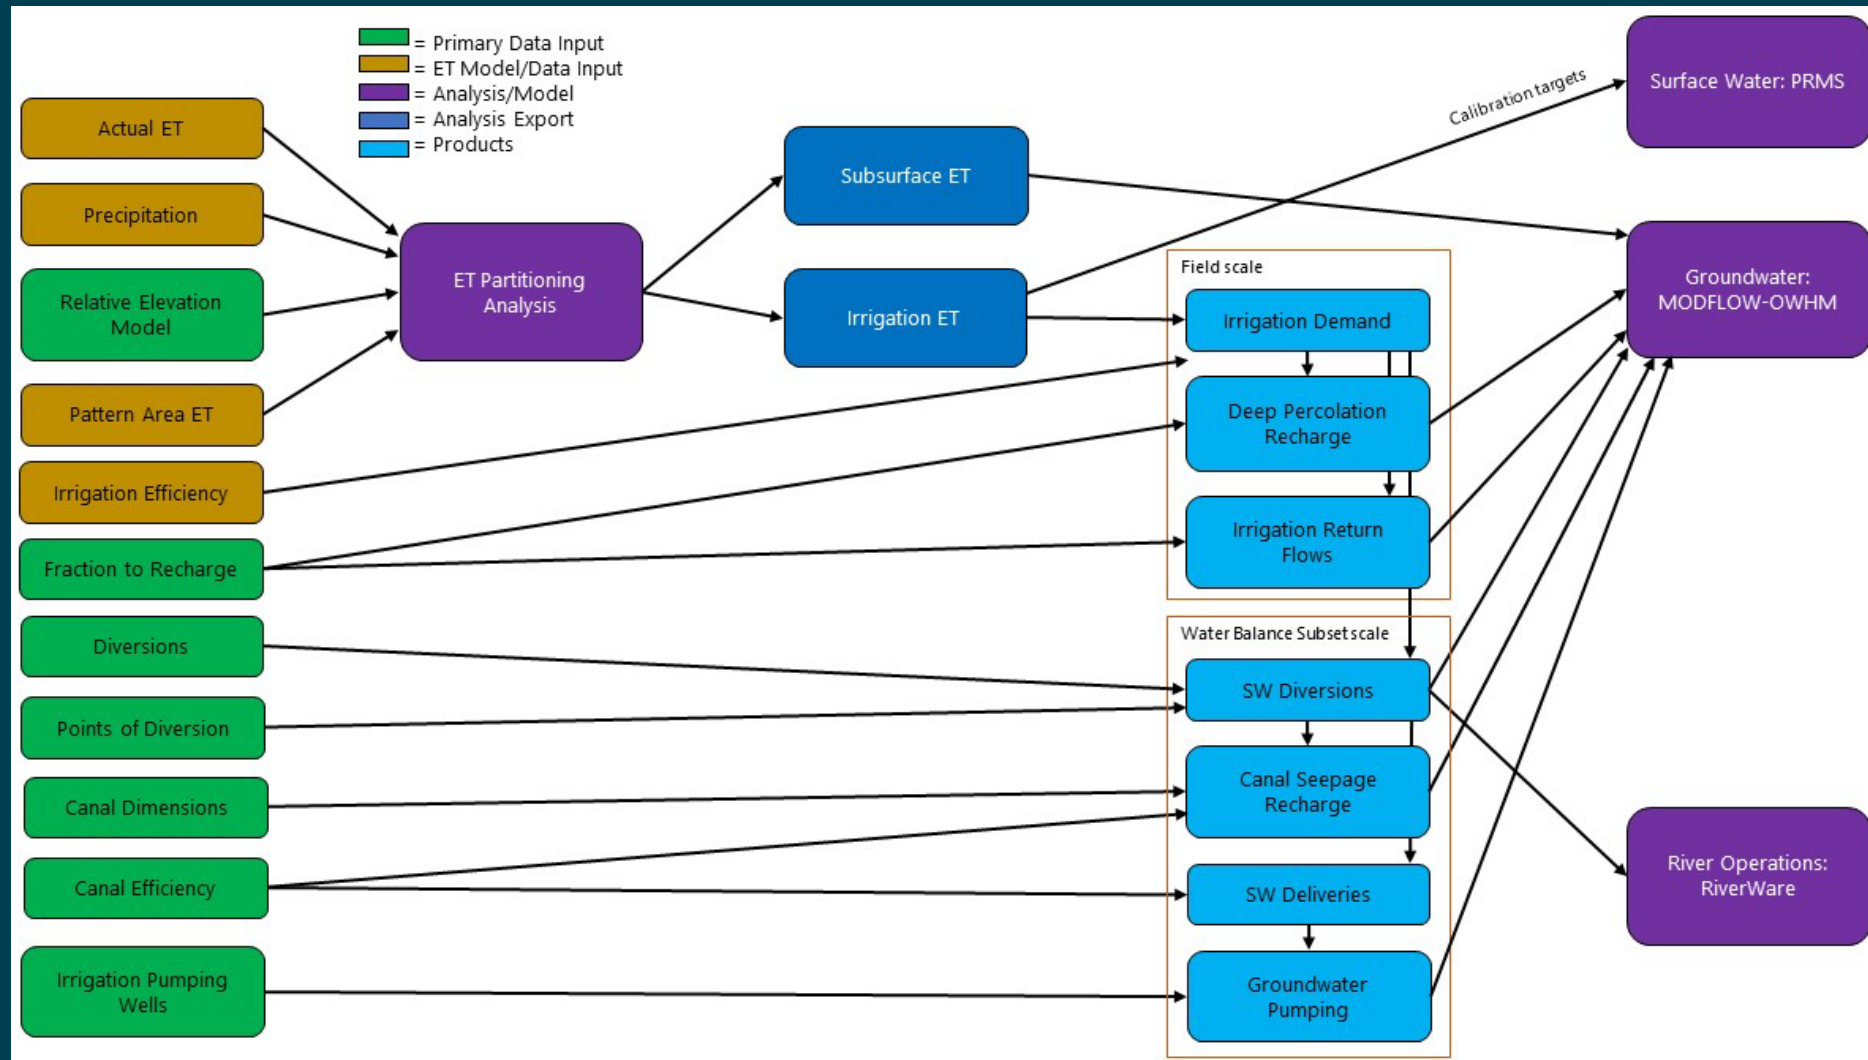 = Primary Data Input
= ET Model/Data Input
= Analysis/Model
= Analysis Export
= Products
Actual ET
Precipitation
Relative Elevation
Model
Pattern Area ET
Irrigation Efficiency
Fraction to Recharge
Diversions
Points of Diversion
Canal Dimensions
Canal Efficiency
Irrigation Pumping
Wells
ET Partitioning
Analysis
Subsurface ET
Irrigation ET
Calibration targets
Field scale
Irrigation Demand
Deep Percolation
Recharge
Irrigation Return
Flows
Water Balance Subset scale
SW Diversions
Canal Seepage
Recharge
SW Deliveries
Groundwater
Pumping
Surface Water: PRMS
Groundwater:
MODFLOW-OWHM
River Operations:
RiverWare